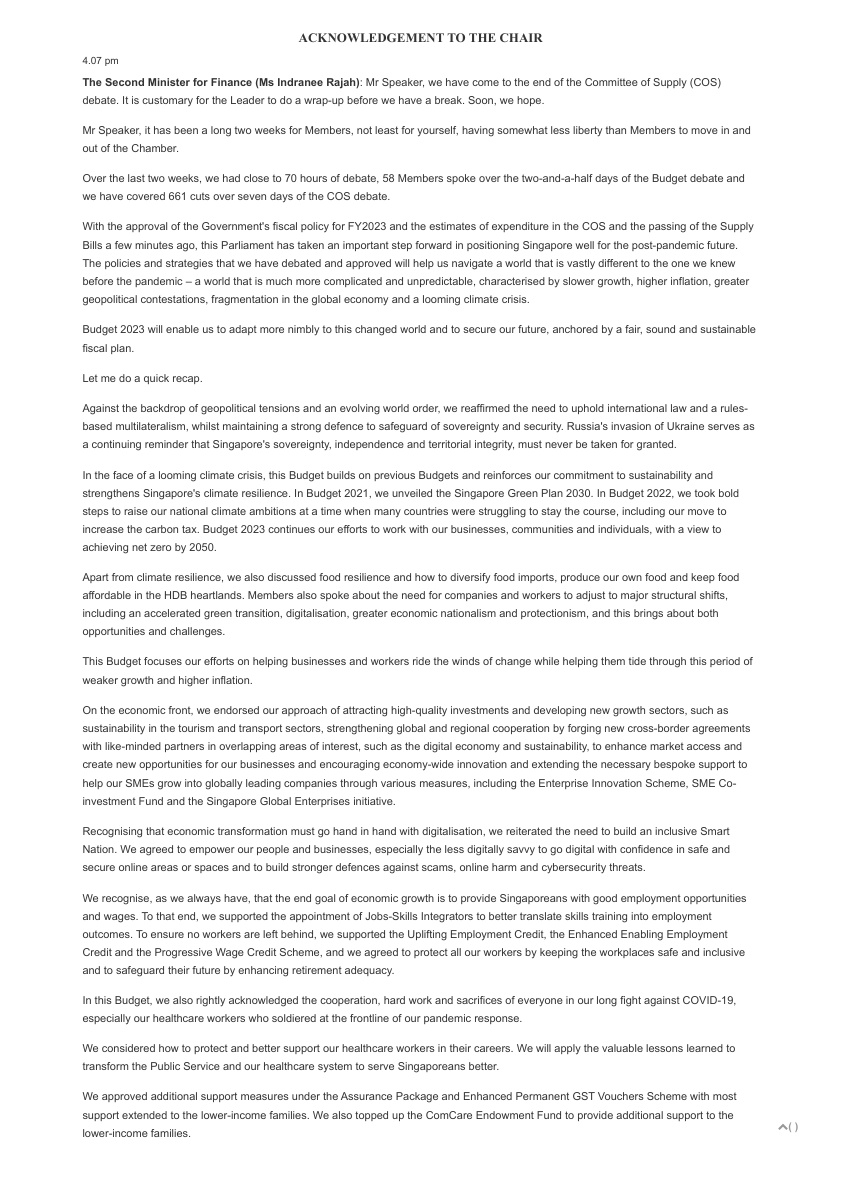 ACKNOWLEDGEMENT TO THE CHAIR
4.07 pm
The Second Minister for Finance (Ms Indranee Rajah): Mr Speaker, we have come to the end of the Committee of Supply (COS)
debate. It is customary for the Leader to do a wrap-up before we have a break. Soon, we hope.
Mr Speaker, it has been a long two weeks for Members, not least for yourself, having somewhat less liberty than Members to move in and
out of the Chamber.
Over the last two weeks, we had close to 70 hours of debate, 58 Members spoke over the two-and-a-half days of the Budget debate and
we have covered 661 cuts over seven days of the COS debate.
With the approval of the Government's fiscal policy for FY2023 and the estimates of expenditure in the COS and the passing of the Supply
Bills a few minutes ago, this Parliament has taken an important step forward in positioning Singapore well for the post-pandemic future.
The policies and strategies that we have debated and approved will help us navigate a world that is vastly different to the one we knew
before the pandemic – a world that is much more complicated and unpredictable, characterised by slower growth, higher inflation, greater
geopolitical contestations, fragmentation in the global economy and a looming climate crisis.
Budget 2023 will enable us to adapt more nimbly to this changed world and to secure our future, anchored by a fair, sound and sustainable
fiscal plan.
Let me do a quick recap.
Against the backdrop of geopolitical tensions and an evolving world order, we reaffirmed the need to uphold international law and a rules-
based multilateralism, whilst maintaining a strong defence to safeguard of sovereignty and security. Russia's invasion of Ukraine serves as
a continuing reminder that Singapore's sovereignty, independence and territorial integrity, must never be taken for granted.
In the face of a looming climate crisis, this Budget builds on previous Budgets and reinforces our commitment to sustainability and
strengthens Singapore's climate resilience. In Budget 2021, we unveiled the Singapore Green Plan 2030. In Budget 2022, we took bold
steps to raise our national climate ambitions at a time when many countries were struggling to stay the course, including our move to
increase the carbon tax. Budget 2023 continues our efforts to work with our businesses, communities and individuals, with a view to
achieving net zero by 2050.
Apart from climate resilience, we also discussed food resilience and how to diversify food imports, produce our own food and keep food
affordable in the HDB heartlands. Members also spoke about the need for companies and workers to adjust to major structural shifts,
including an accelerated green transition, digitalisation, greater economic nationalism and protectionism, and this brings about both
opportunities and challenges.
This Budget focuses our efforts on helping businesses and workers ride the winds of change while helping them tide through this period of
weaker growth and higher inflation.
On the economic front, we endorsed our approach of attracting high-quality investments and developing new growth sectors, such as
sustainability in the tourism and transport sectors, strengthening global and regional cooperation by forging new cross-border agreements
with like-minded partners in overlapping areas of interest, such as the digital economy and sustainability, to enhance market access and
create new opportunities for our businesses and encouraging economy-wide innovation and extending the necessary bespoke support to
help our SMEs grow into globally leading companies through various measures, including the Enterprise Innovation Scheme, SME Co-
investment Fund and the Singapore Global Enterprises initiative.
Recognising that economic transformation must go hand in hand with digitalisation, we reiterated the need to build an inclusive Smart
Nation. We agreed to empower our people and businesses, especially the less digitally savvy to go digital with confidence in safe and
secure online areas or spaces and to build stronger defences against scams, online harm and cybersecurity threats.
We recognise, as we always have, that the end goal of economic growth is to provide Singaporeans with good employment opportunities
and wages. To that end, we supported the appointment of Jobs-Skills Integrators to better translate skills training into employment
outcomes. To ensure no workers are left behind, we supported the Uplifting Employment Credit, the Enhanced Enabling Employment
Credit and the Progressive Wage Credit Scheme, and we agreed to protect all our workers by keeping the workplaces safe and inclusive
and to safeguard their future by enhancing retirement adequacy.
In this Budget, we also rightly acknowledged the cooperation, hard work and sacrifices of everyone in our long fight against COVID-19,
especially our healthcare workers who soldiered at the frontline of our pandemic response.
We considered how to protect and better support our healthcare workers in their careers. We will apply the valuable lessons learned to
transform the Public Service and our healthcare system to serve Singaporeans better.
We approved additional support measures under the Assurance Package and Enhanced Permanent GST Vouchers Scheme with most
support extended to the lower-income families. We also topped up the ComCare Endowment Fund to provide additional support to the
lower-income families.
( )